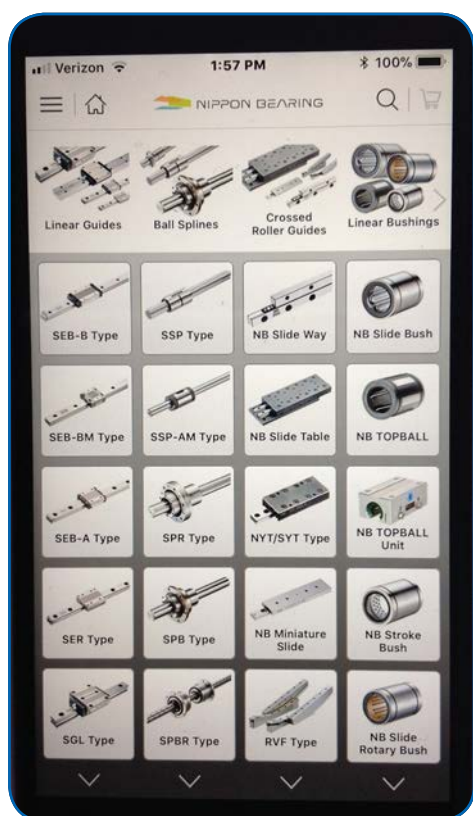 Verizon
1:57 PM
100%
NIPPON BEARING
Linear Guides
Ball Splines
Crossed
Roller Guides
Linear Bushings
SEB-B Type
SSP Type
NB Slide Way
NB Slide Bush
SEB-BM Type
SSP-AM Type
NB Slide Table
NB TOPBALL
SEB-A Type
SPR Type
NYT/SYT Type
NB TOPBALL
Unit
SER Type
SPB Type
NB Miniature
Slide
NB Stroke
Bush
SGL Type
SPBR Type
RVF Type
NB Slide
Rotary Bush